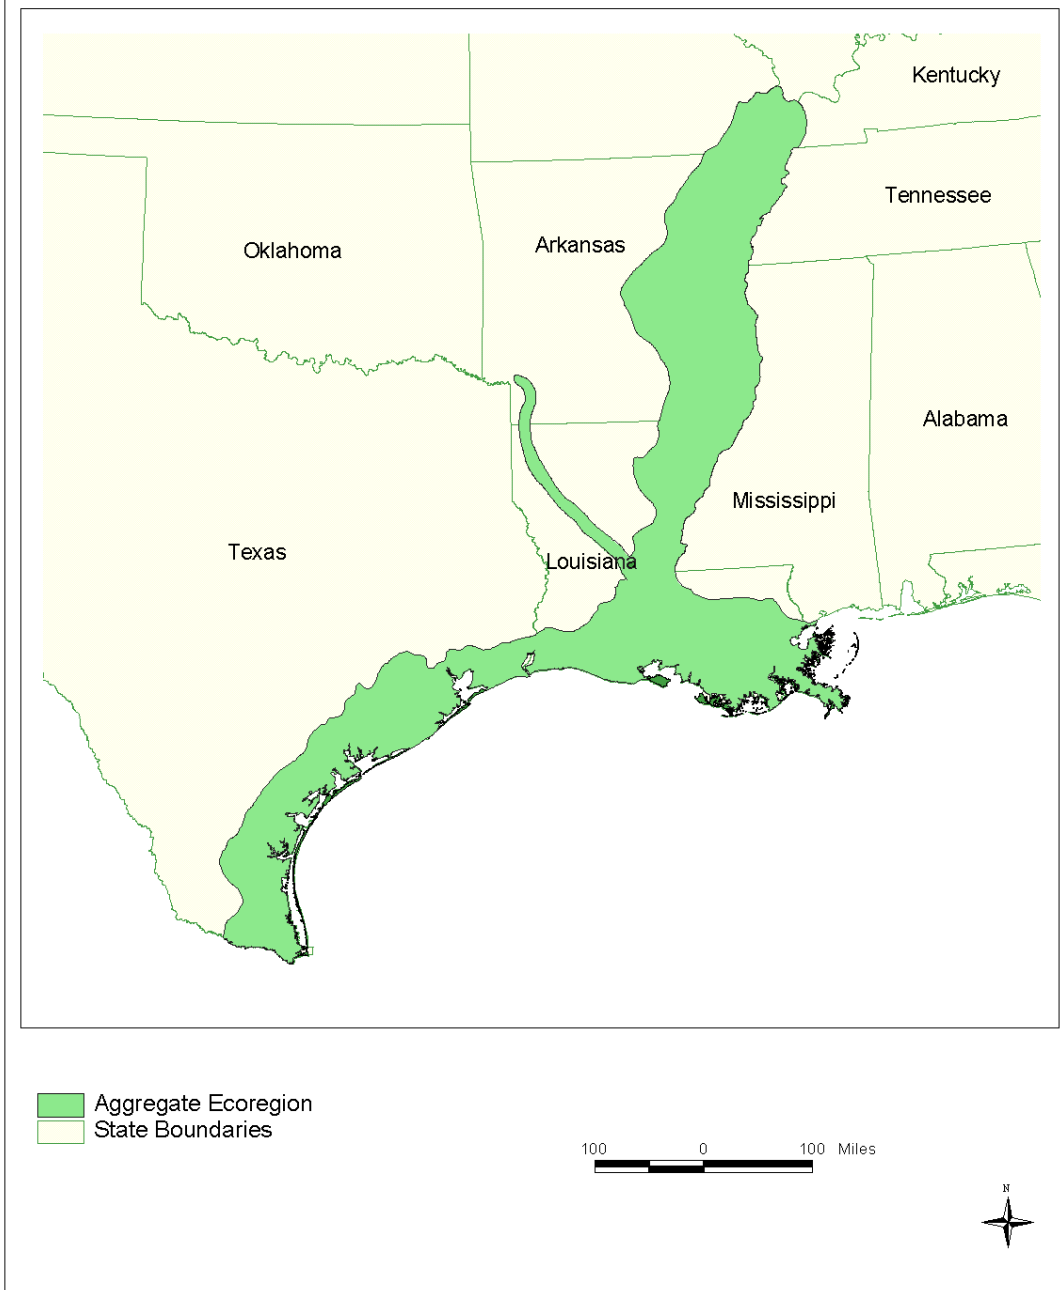 Kentucky
Tennessee
Oklahoma
Arkansas
Alabama
Mississippi
Texas
Louisiana
Aggregate Ecoregion
State Boundaries
100 0 100 Miles
N